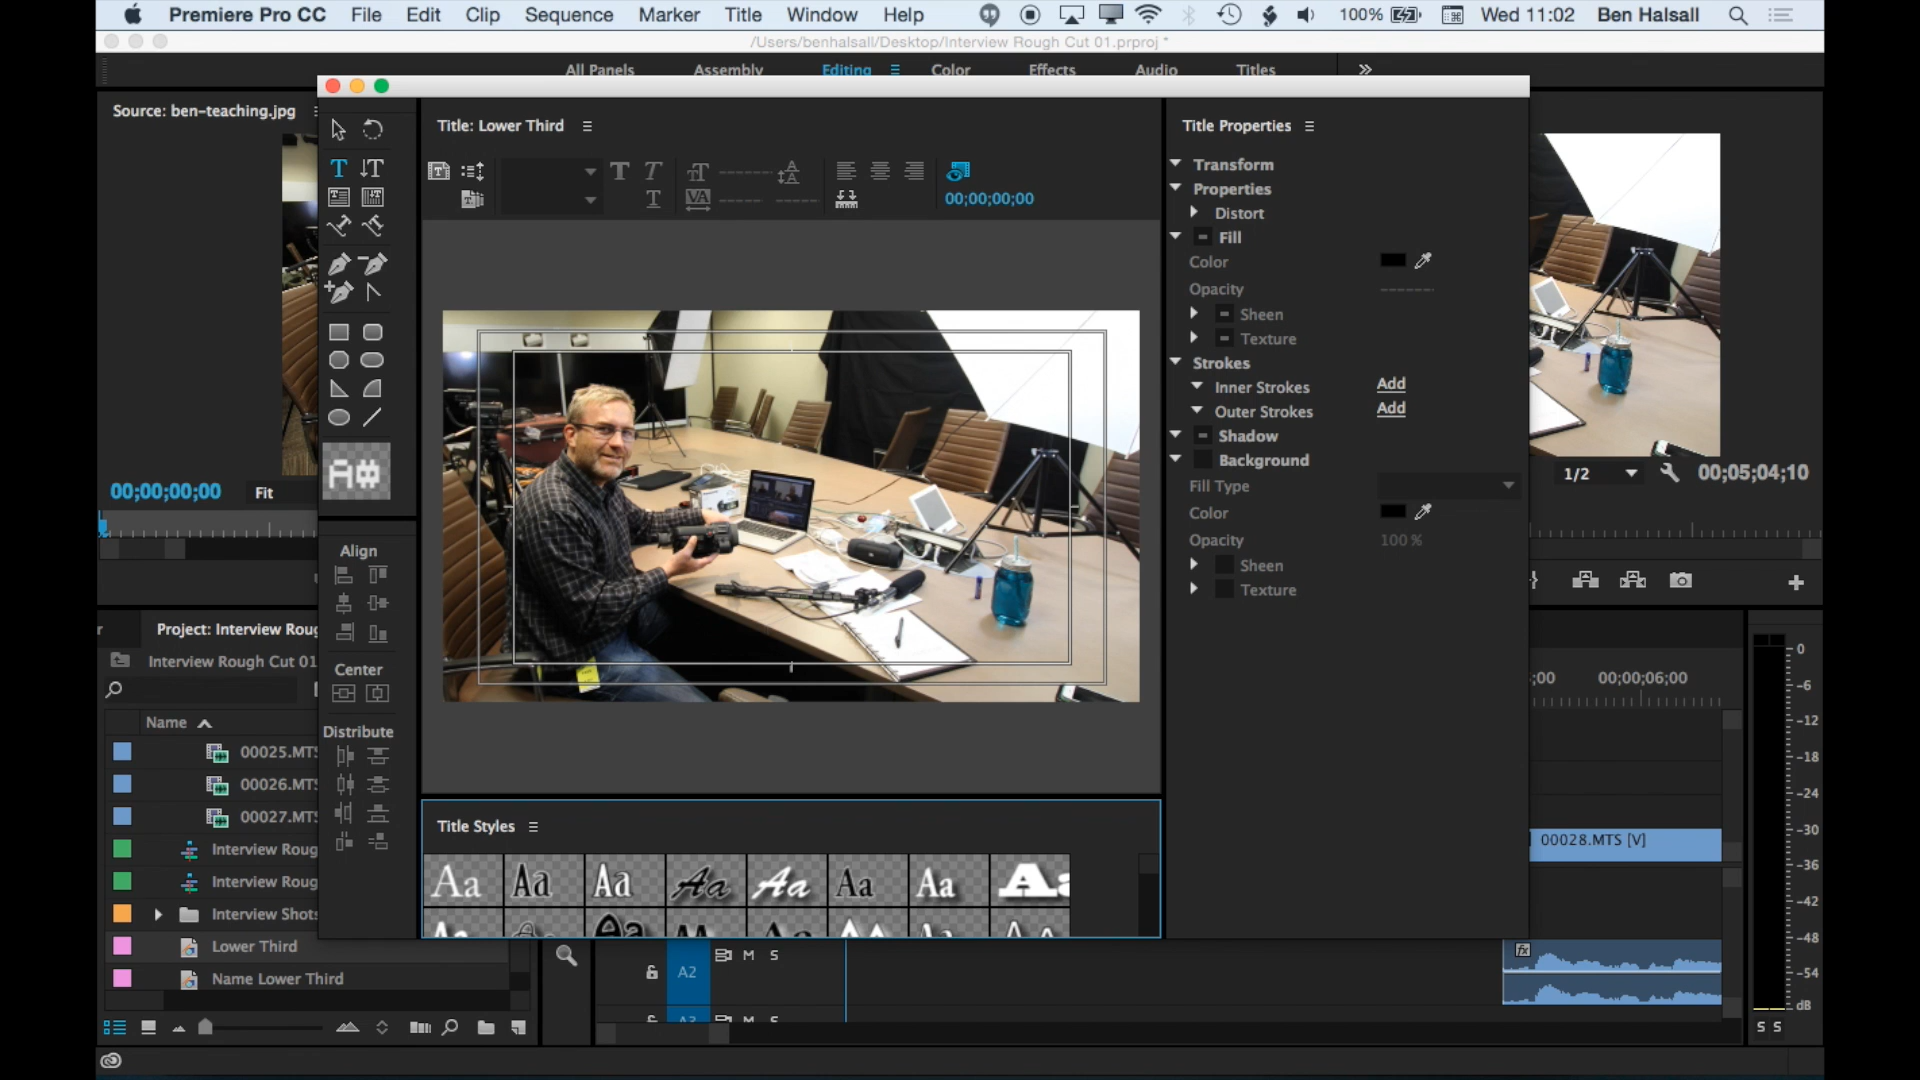 Premiere Pro CC File Edit Clip Sequence Marker Title Window Help 100% Wed 11:02 Ben Halsall
/Users/benhalsall/Desktop/Interview Rough Cut 01.prproj *
All Panels Assembly Editing Color Effects Audio Titles
Source: ben-teaching.jpg
Title: Lower Third
Title Properties
00;00;00;00
Transform
Properties
Distort
Fill
Color
Opacity
Sheen
Texture
Strokes
Inner Strokes Add
Outer Strokes Add
Shadow
Background
Fill Type
Color
Opacity 100 %
Sheen
Texture
00;00;00;00 Fit
1/2 00;05;04;10
Align
Center
Distribute
Project: Interview Roug
Interview Rough Cut 01
Name
00025.MTS
00026.MTS
00027.MTS
Interview Roug
Interview Roug
Interview Shots
Lower Third
Name Lower Third
Title Styles
Aa Aa Aa Aa Aa Aa Aa Aa
;00 00;00;06;00
00028.MTS [V]
fx
A2 M S
A3 M S
0
-6
-12
-18
-24
-30
-36
-42
-48
-54
dB
S S